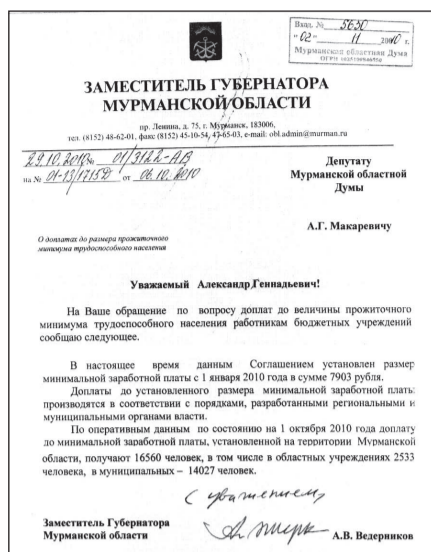 Вхд. № 5650
"02" 11 2010 г.
Мурманская областная Дума
ЗАМЕСТИТЕЛЬ ГУБЕРНАТОРА
МУРМАНСКОЙ ОБЛАСТИ
пр. Ленина, д. 75, г. Мурманск, 183006,
тел. (8152) 48-62-01, факс (8152) 45-10-54, 47-65-03, e-mail: obl.admin@murman.ru
29.10.2010 № 01/3122-АВ
на № 01-13/1715Д от 06.10.2010
Депутату
Мурманской областной
Думы
А.Г. Макаревичу
О доплатах до размера прожиточного
минимума трудоспособного населения
Уважаемый Александр Геннадьевич!
На Ваше обращение по вопросу доплат до величины прожиточного
минимума трудоспособного населения работникам бюджетных учреждений
сообщаю следующее.
В настоящее время данным Соглашением установлен размер
минимальной заработной платы с 1 января 2010 года в сумме 7903 рубля.
Доплаты до установленного размера минимальной заработной платы
производятся в соответствии с порядками, разработанными региональными и
муниципальными органами власти.
По оперативным данным по состоянию на 1 октября 2010 года доплату
до минимальной заработной платы, установленной на территории Мурманской
области, получают 16560 человек, в том числе в областных учреждениях 2533
человека, в муниципальных – 14027 человек.
С уважением,
Заместитель Губернатора
Мурманской области
А.В. Ведерников